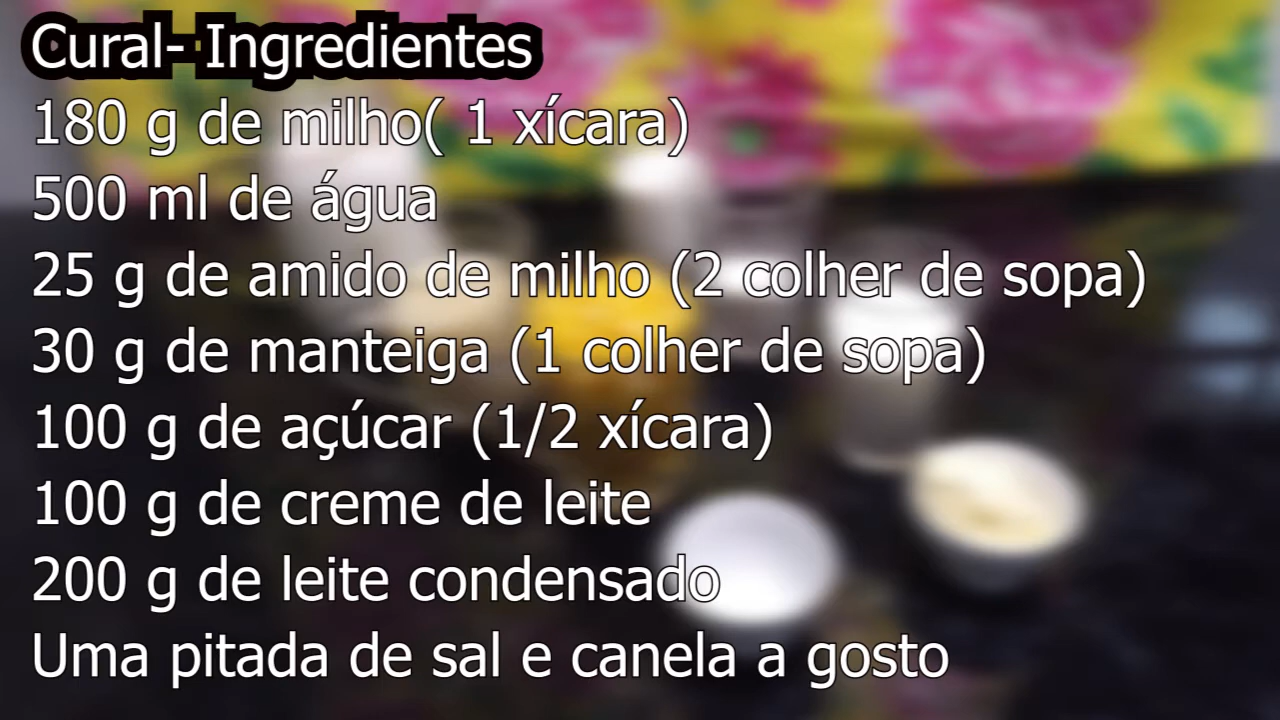 Cural- Ingredientes
180 g de milho( 1 xícara)
500 ml de água
25 g de amido de milho (2 colher de sopa)
30 g de manteiga (1 colher de sopa)
100 g de açúcar (1/2 xícara)
100 g de creme de leite
200 g de leite condensado
Uma pitada de sal e canela a gosto